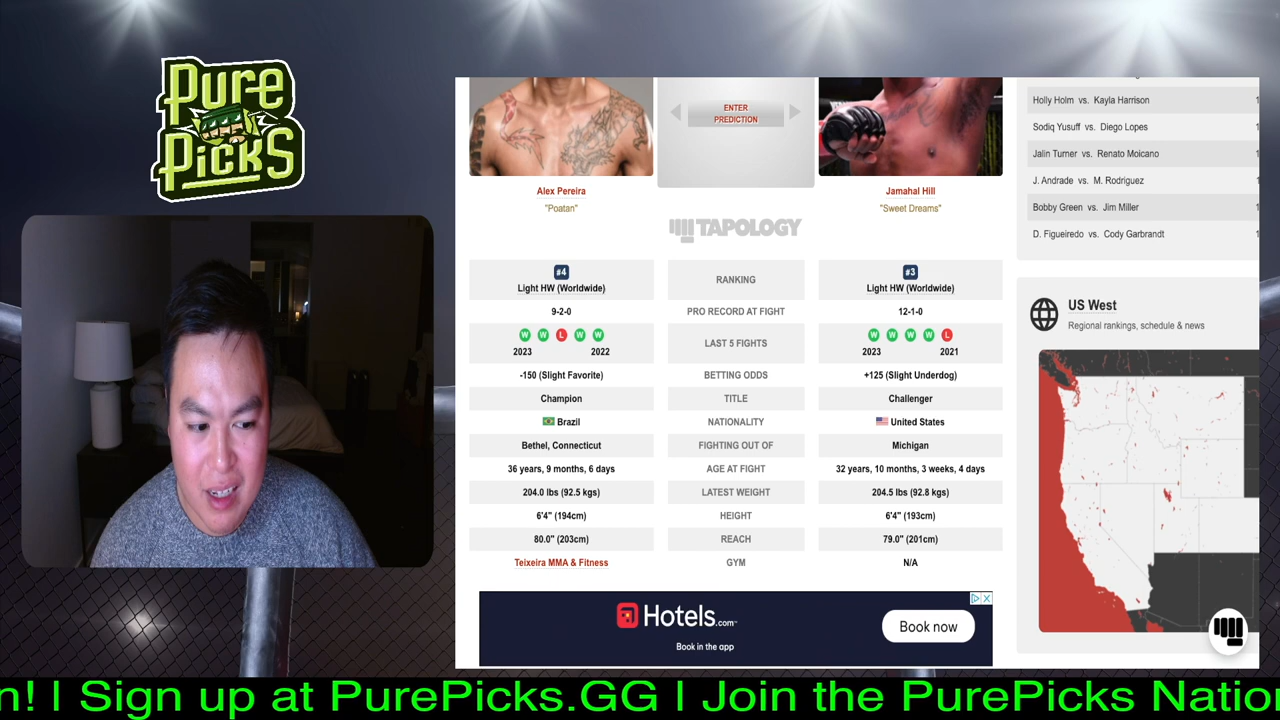 Pure
Picks
ENTER
PREDICTION
Alex Pereira
"Poatan"
Jamahal Hill
"Sweet Dreams"
TAPOLOGY
#4
Light HW (Worldwide)
RANKING
#3
Light HW (Worldwide)
9-2-0
PRO RECORD AT FIGHT
12-1-0
W W L W W
2023 2022
LAST 5 FIGHTS
W W W W L
2023 2021
-150 (Slight Favorite)
BETTING ODDS
+125 (Slight Underdog)
Champion
TITLE
Challenger
Brazil
NATIONALITY
United States
Bethel, Connecticut
FIGHTING OUT OF
Michigan
36 years, 9 months, 6 days
AGE AT FIGHT
32 years, 10 months, 3 weeks, 4 days
204.0 lbs (92.5 kgs)
LATEST WEIGHT
204.5 lbs (92.8 kgs)
6'4" (194cm)
HEIGHT
6'4" (193cm)
80.0" (203cm)
REACH
79.0" (201cm)
Teixeira MMA & Fitness
GYM
N/A
Hotels.com
Book in the app
Book now
Holly Holm vs. Kayla Harrison
Sodiq Yusuff vs. Diego Lopes
Jalin Turner vs. Renato Moicano
J. Andrade vs. M. Rodriguez
Bobby Green vs. Jim Miller
D. Figueiredo vs. Cody Garbrandt
US West
Regional rankings, schedule & news
n! | Sign up at PurePicks.GG | Join the PurePicks Natio